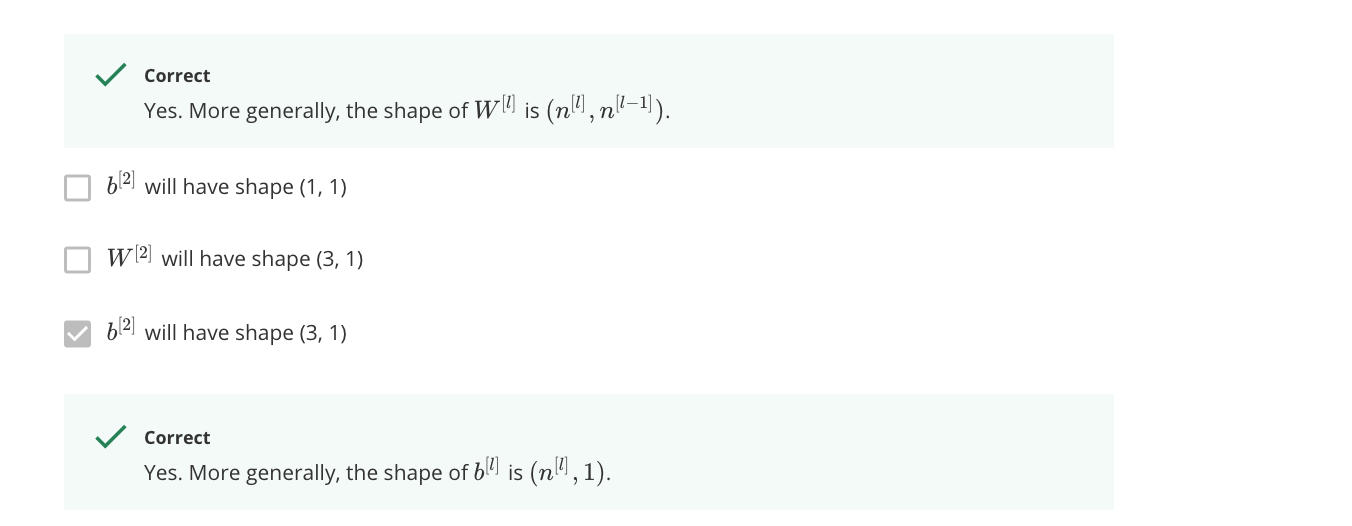 Correct
Yes. More generally, the shape of $W^{[l]}$ is $(n^{[l]}, n^{[l-1]})$.
$b^{[2]}$ will have shape (1, 1)
$W^{[2]}$ will have shape (3, 1)
$b^{[2]}$ will have shape (3, 1)
Correct
Yes. More generally, the shape of $b^{[l]}$ is $(n^{[l]}, 1)$.